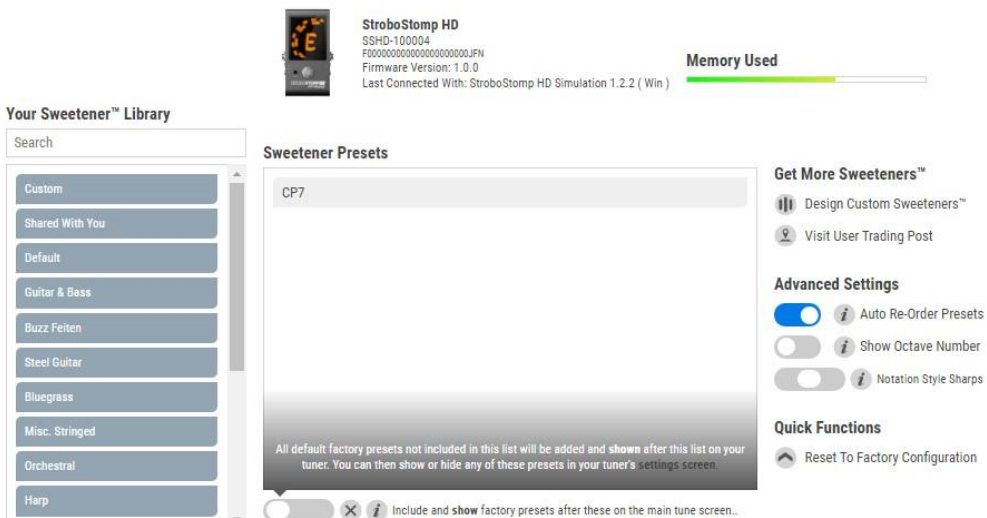 StroboStomp HD
SSHD-100004
F000000000000000000000JFN
Firmware Version: 1.0.0
Last Connected With: StroboStomp HD Simulation 1.2.2 ( Win )
Memory Used
Your Sweetener™ Library
Search
Custom
Shared With You
Default
Guitar & Bass
Buzz Feiten
Steel Guitar
Bluegrass
Misc. Stringed
Orchestral
Harp
Sweetener Presets
CP7
All default factory presets not included in this list will be added and shown after this list on your
tuner. You can then show or hide any of these presets in your tuner's settings screen.
Include and show factory presets after these on the main tune screen..
Get More Sweeteners™
Design Custom Sweeteners™
Visit User Trading Post
Advanced Settings
Auto Re-Order Presets
Show Octave Number
Notation Style Sharps
Quick Functions
Reset To Factory Configuration